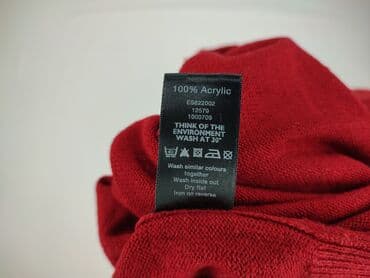 100% Acrylic
ES622002
12579
1000709
THINK OF THE
ENVIRONMENT
WASH AT 30°
Wash similar colours
together
Wash inside out
Dry flat
Iron on reverse